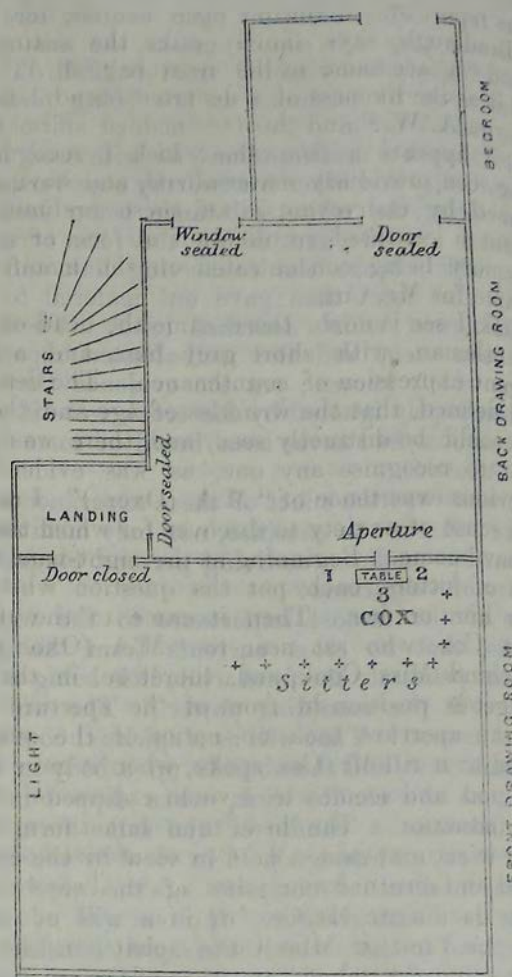 BEDROOM
Window sealed
Door sealed
STAIRS
BACK DRAWING ROOM
Door sealed
LANDING
Aperture
Door closed
1 TABLE 2
3
COX
Sitters
LIGHT
FRONT DRAWING ROOM